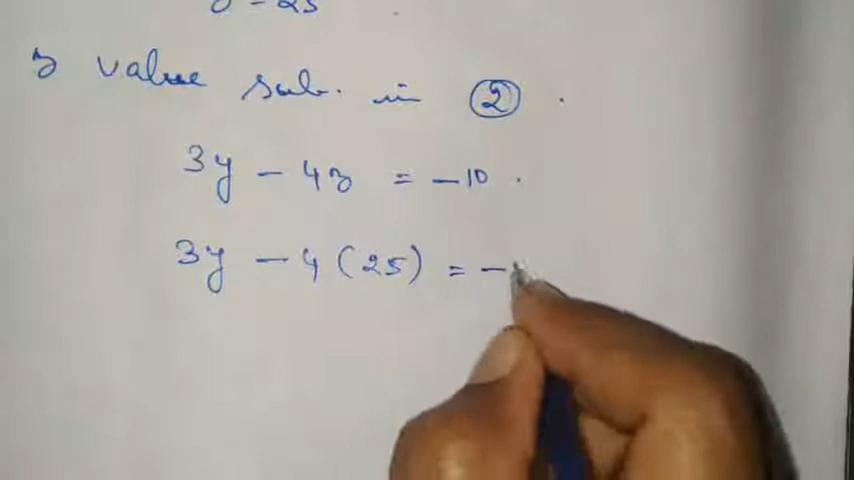 z value sub. in ② .
3y - 4z = -10 .
3y - 4 (25) = -